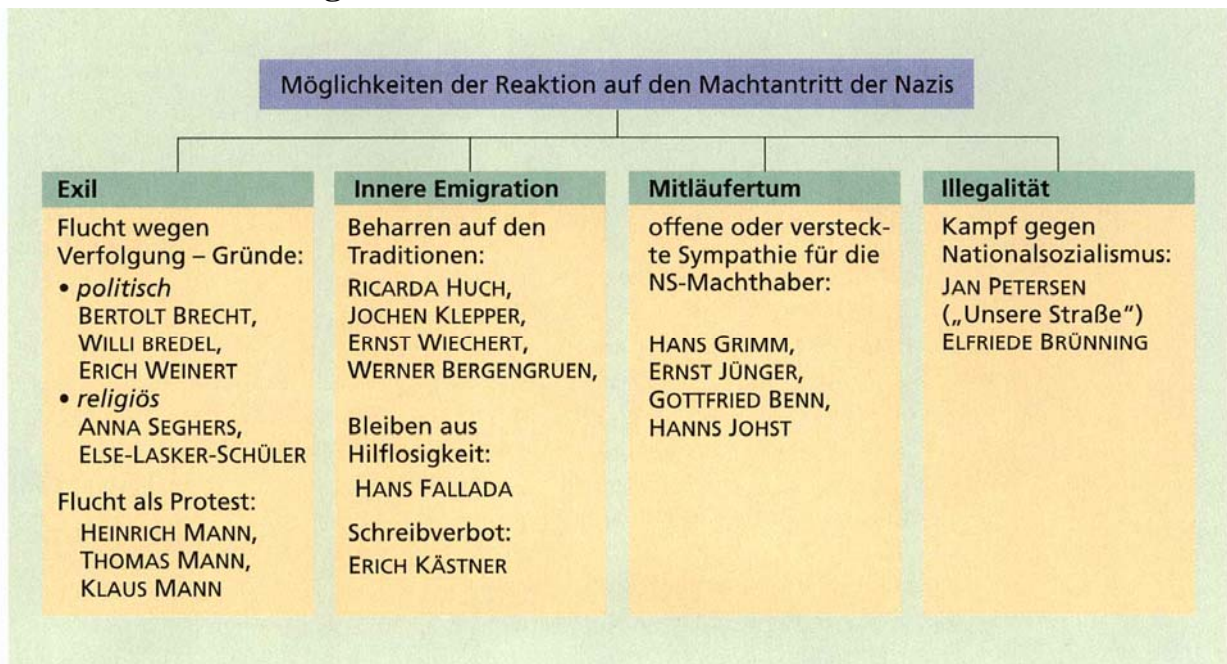 Möglichkeiten der Reaktion auf den Machtantritt der Nazis
Exil
Flucht wegen
Verfolgung – Gründe:
• politisch
BERTOLT BRECHT,
WILLI BREDEL,
ERICH WEINERT
• religiös
ANNA SEGHERS,
ELSE-LASKER-SCHÜLER
Flucht als Protest:
HEINRICH MANN,
THOMAS MANN,
KLAUS MANN
Innere Emigration
Beharren auf den
Traditionen:
RICARDA HUCH,
JOCHEN KLEPPER,
ERNST WIECHERT,
WERNER BERGENGRUEN,
Bleiben aus
Hilflosigkeit:
HANS FALLADA
Schreibverbot:
ERICH KÄSTNER
Mitläufertum
offene oder versteck-
te Sympathie für die
NS-Machthaber:
HANS GRIMM,
ERNST JÜNGER,
GOTTFRIED BENN,
HANNS JOHST
Illegalität
Kampf gegen
Nationalsozialismus:
JAN PETERSEN
(„Unsere Straße“)
ELFRIEDE BRÜNNING